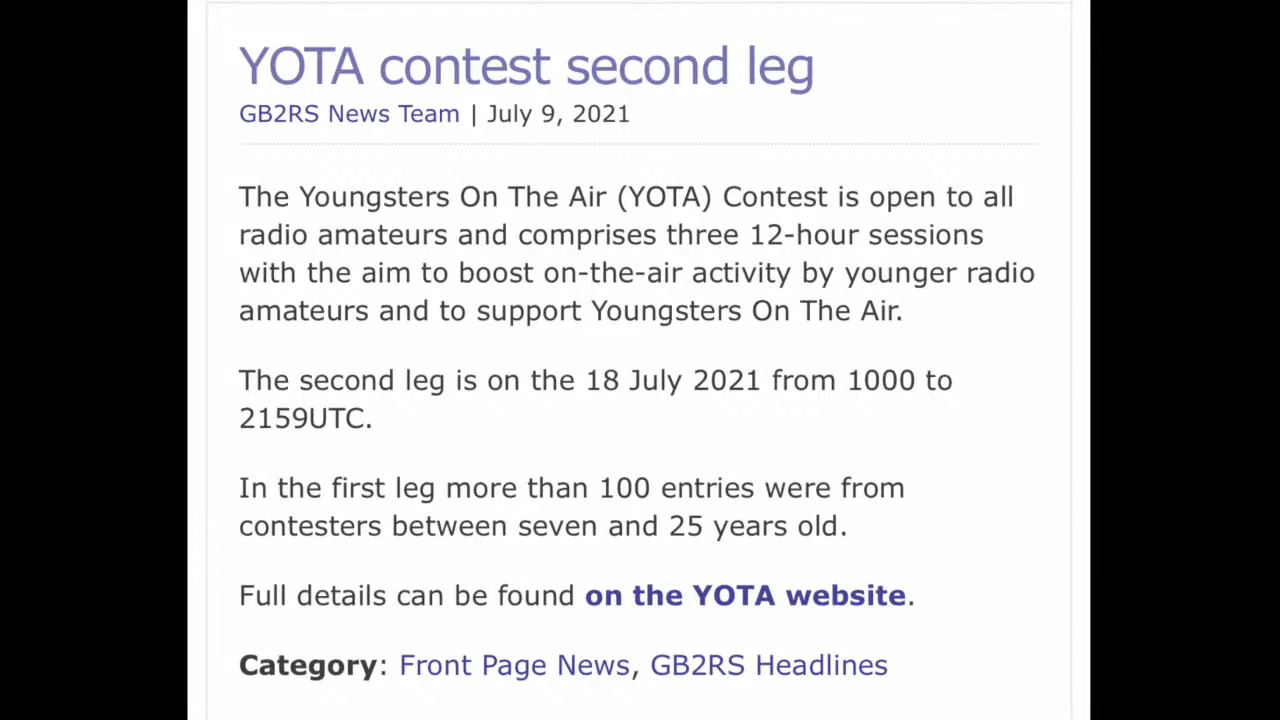 YOTA contest second leg
GB2RS News Team | July 9, 2021
The Youngsters On The Air (YOTA) Contest is open to all
radio amateurs and comprises three 12-hour sessions
with the aim to boost on-the-air activity by younger radio
amateurs and to support Youngsters On The Air.
The second leg is on the 18 July 2021 from 1000 to
2159UTC.
In the first leg more than 100 entries were from
contesters between seven and 25 years old.
Full details can be found on the YOTA website.
Category: Front Page News, GB2RS Headlines